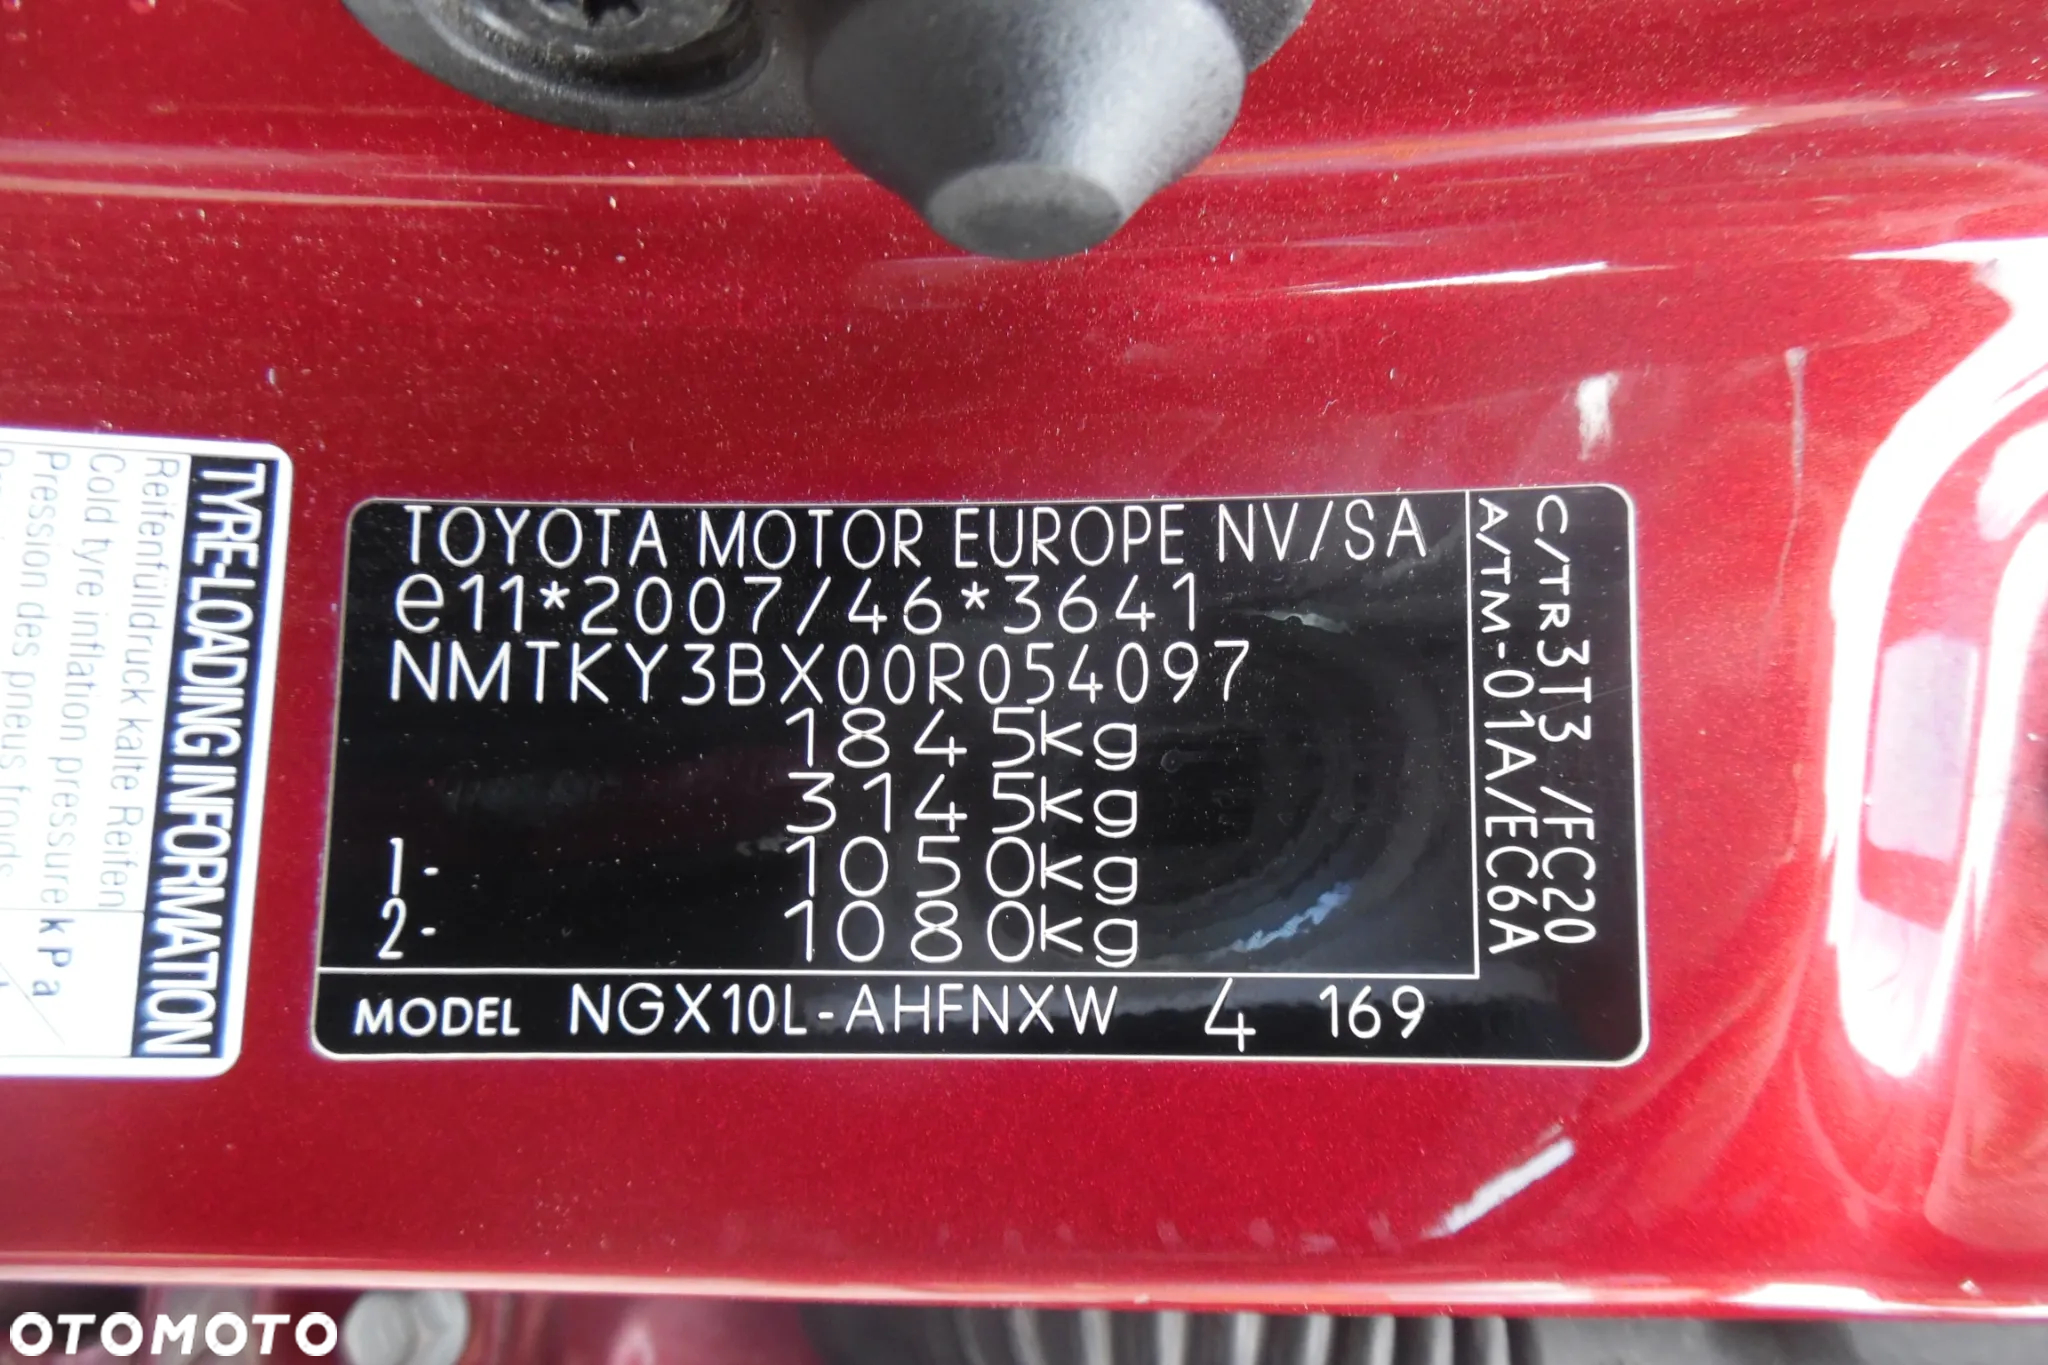 TOYOTA MOTOR EUROPE NV/SA
e11*2007/46*3641
NMTKY3BX00R054097
1845kg
3145kg
1- 1050kg
2- 1080kg
MODEL NGX10L-AHFNXW 4 169
C/TR3T3 /FC20
A/TM-01A/EC6A
TYRE-LOADING INFORMATION
Reifenfülldruck kalte Reifen
Cold tyre inflation pressure kPa
Pression des pneus froids
OTOMOTO